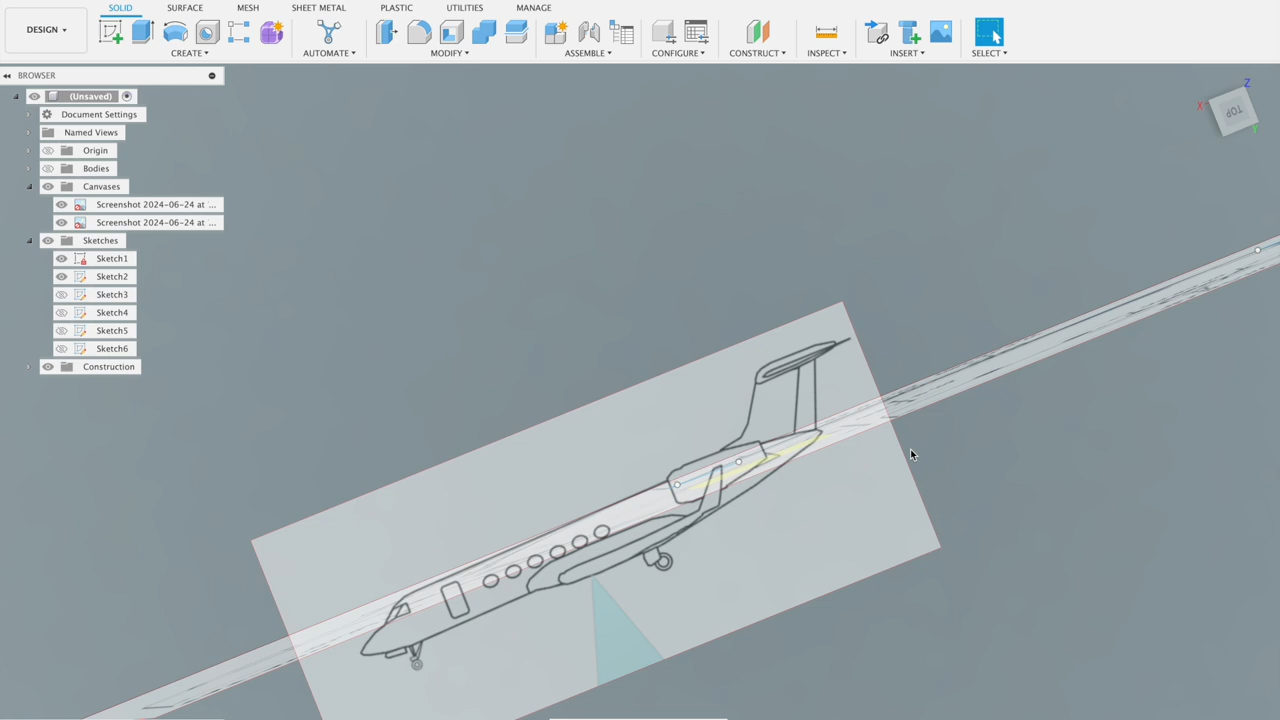 SOLID SURFACE MESH SHEET METAL PLASTIC UTILITIES MANAGE
DESIGN
CREATE AUTOMATE MODIFY ASSEMBLE CONFIGURE CONSTRUCT INSPECT INSERT SELECT
BROWSER
(Unsaved)
Document Settings
Named Views
Origin
Bodies
Canvases
Screenshot 2024-06-24 at ...
Screenshot 2024-06-24 at ...
Sketches
Sketch1
Sketch2
Sketch3
Sketch4
Sketch5
Sketch6
Construction
Z
X
TOP
Y